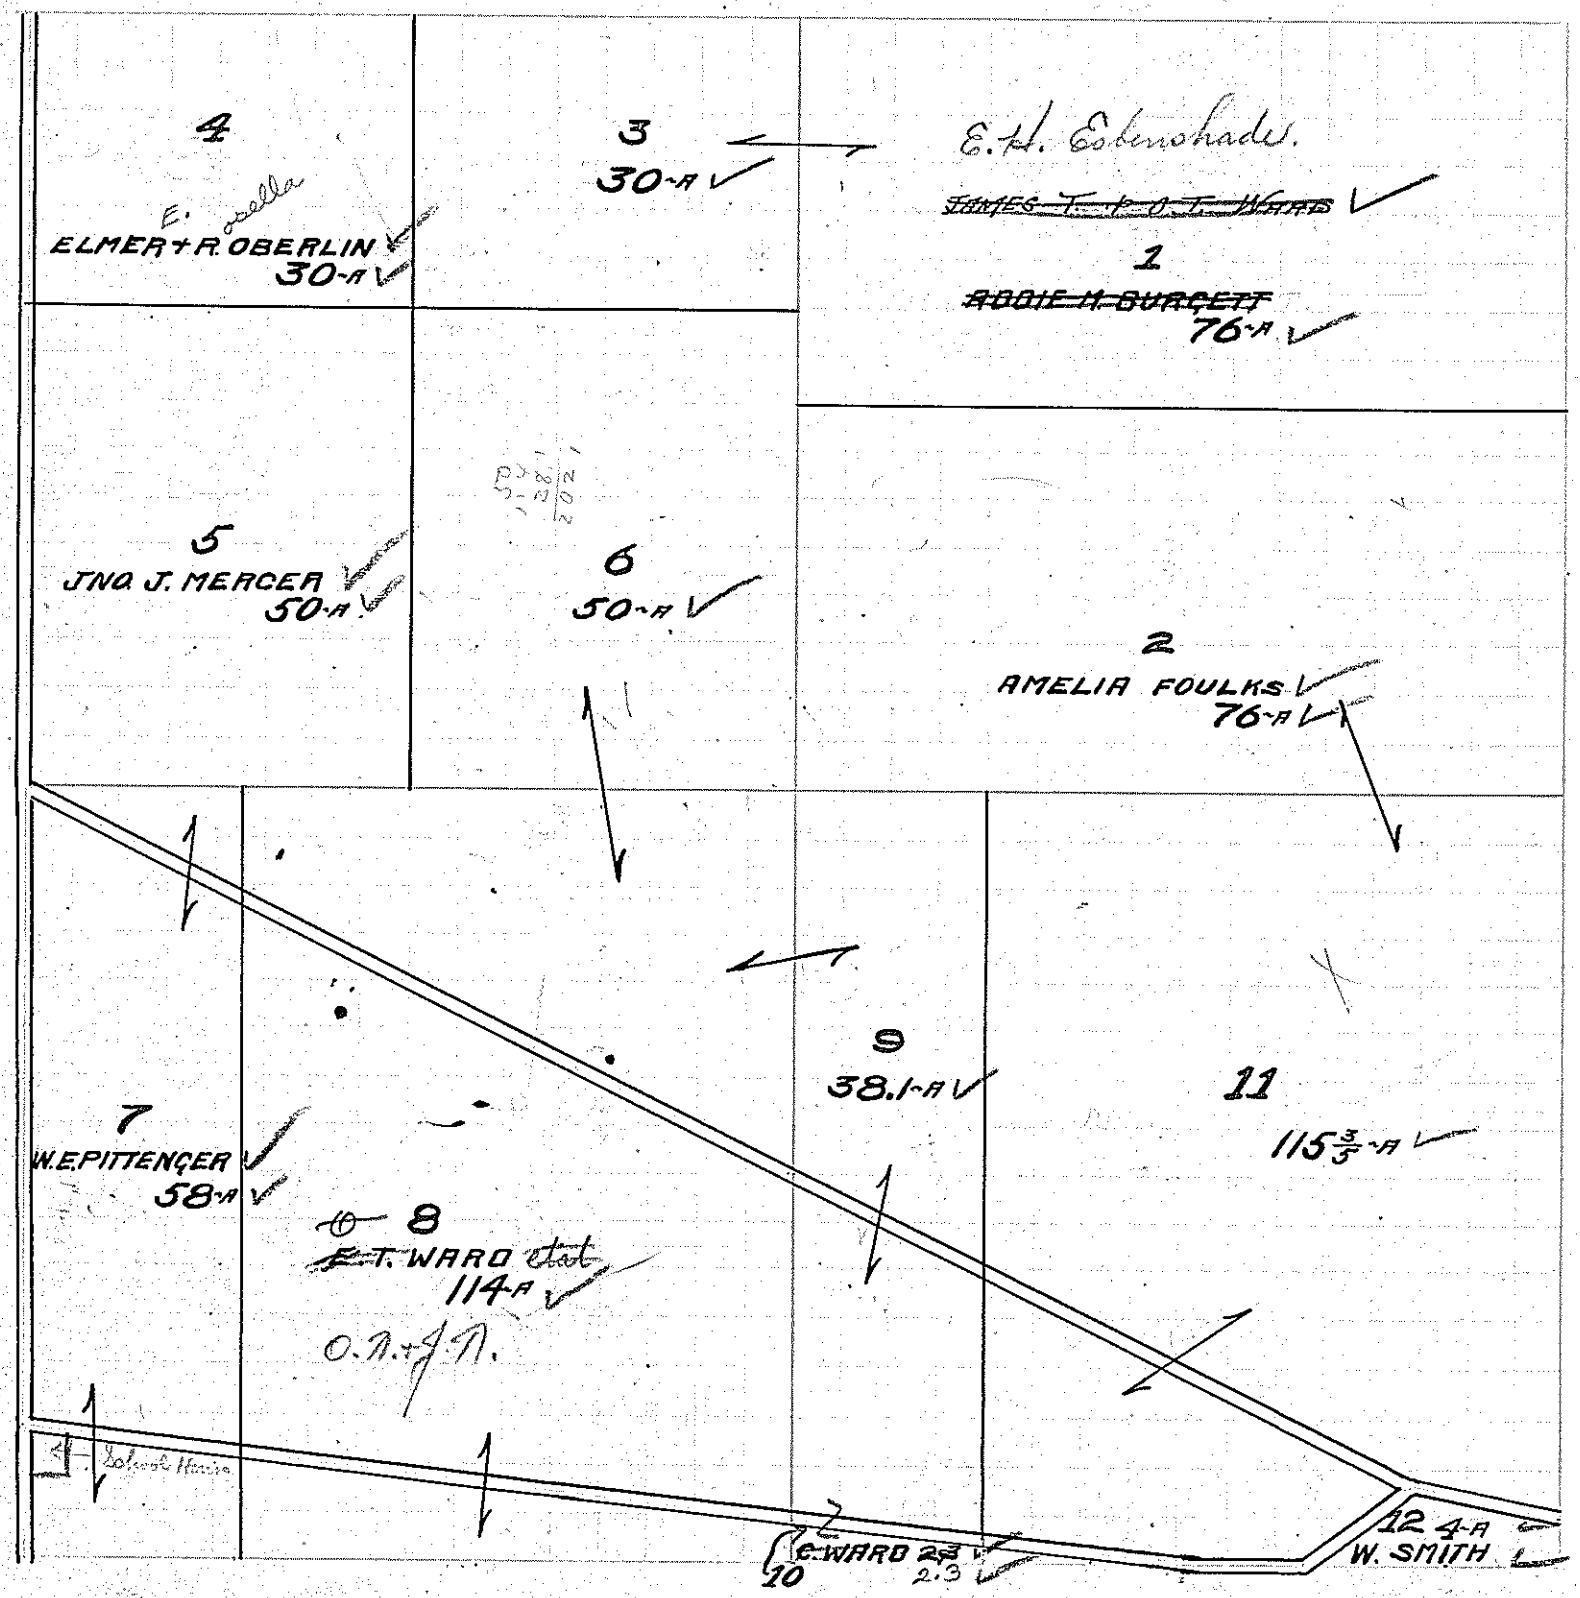 4
E. osella
ELMER + R. OBERLIN
30-A
3
30-A
E. H. Esbenshade.
JAMES T. P. O. T. WARD
1
ADDIE M. BURGETT
76-A
5
JNO. J. MERCER
50-A
6
50-A
2
AMELIA FOULKS
76-A
7
W. E. PITTENGER
58-A
8
E. T. WARD etal
114-A
O. N. + J. N.
9
38.1-A
11
115 3/5-A
School House
C. WARD 2.3
2.3
10
12 4-A
W. SMITH